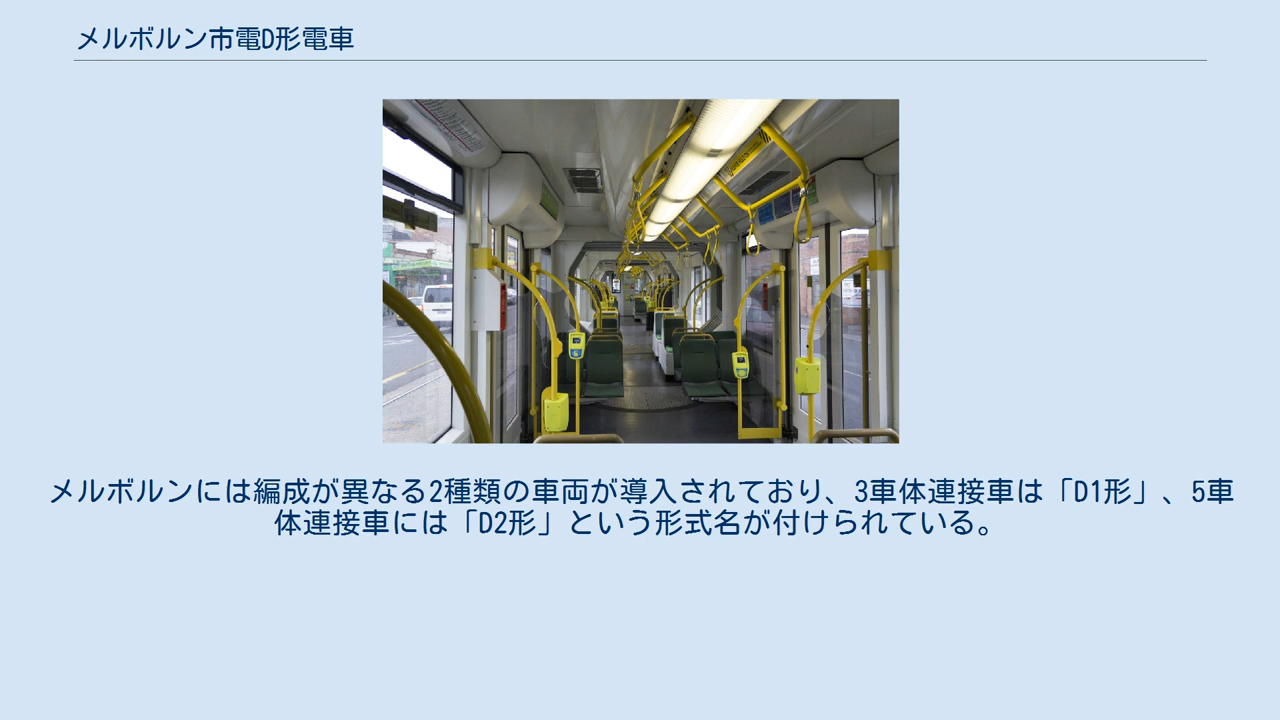 メルボルン市電D形電車
メルボルンには編成が異なる2種類の車両が導入されており、3車体連接車は「D1形」、5車
体連接車には「D2形」という形式名が付けられている。